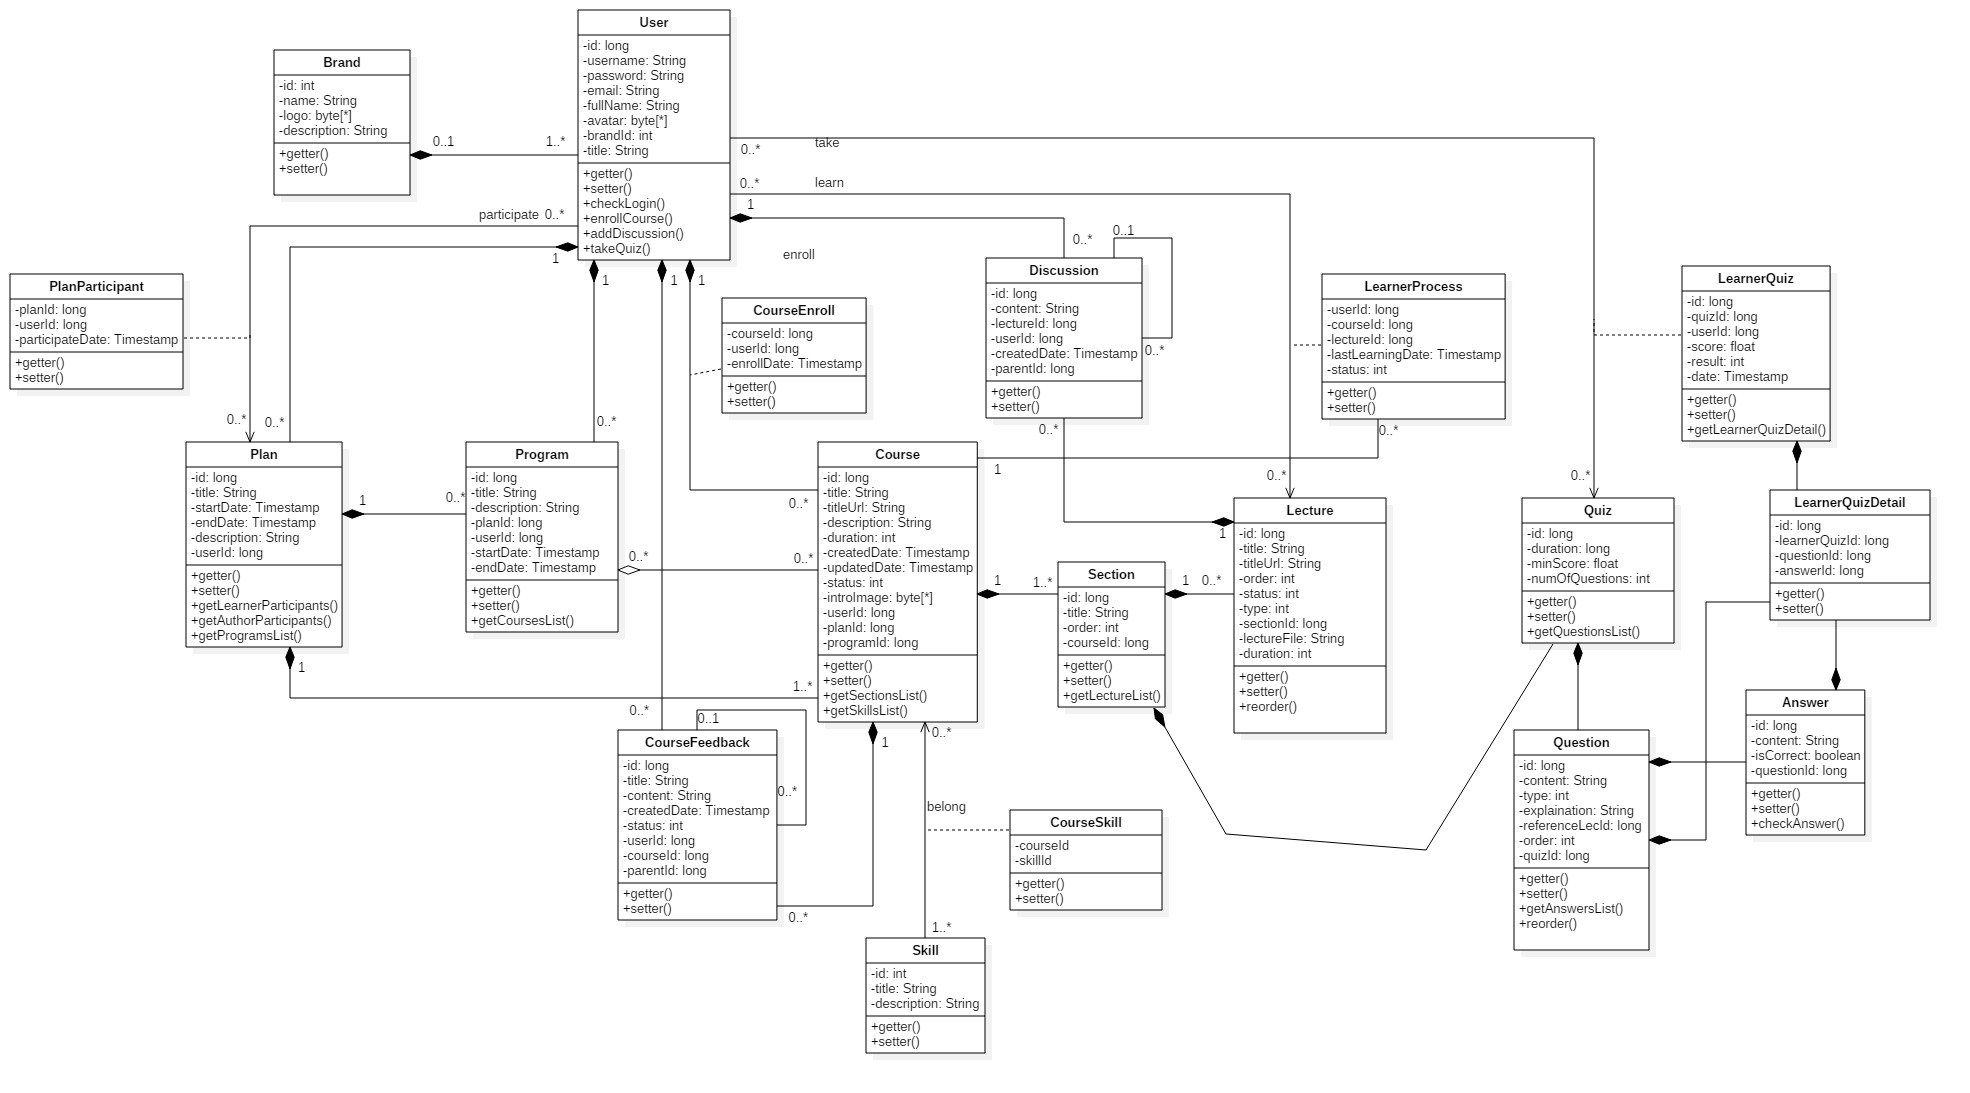 User
-id: long
-username: String
-password: String
-email: String
-fullName: String
-avatar: byte[*]
-brandId: int
-title: String
+getter()
+setter()
+checkLogin()
+enrollCourse()
+addDiscussion()
+takeQuiz()
Brand
-id: int
-name: String
-logo: byte[*]
-description: String
+getter()
+setter()
0..1
1..*
0..*
take
0..*
learn
1
participate
0..*
1
1
1
1
enroll
0..*
0..1
PlanParticipant
-planId: long
-userId: long
-participateDate: Timestamp
+getter()
+setter()
CourseEnroll
-courseId: long
-userId: long
-enrollDate: Timestamp
+getter()
+setter()
Discussion
-id: long
-content: String
-lectureId: long
-userId: long
-createdDate: Timestamp
-parentId: long
+getter()
+setter()
0..*
LearnerProcess
-userId: long
-courseId: long
-lectureId: long
-lastLearningDate: Timestamp
-status: int
+getter()
+setter()
LearnerQuiz
-id: long
-quizId: long
-userId: long
-score: float
-result: int
-date: Timestamp
+getter()
+setter()
+getLearnerQuizDetail()
0..*
0..*
0..*
0..*
0..*
Plan
-id: long
-title: String
-startDate: Timestamp
-endDate: Timestamp
-description: String
-userId: long
+getter()
+setter()
+getLearnerParticipants()
+getAuthorParticipants()
+getProgramsList()
1
0..*
Program
-id: long
-title: String
-description: String
-planId: long
-userId: long
-startDate: Timestamp
-endDate: Timestamp
+getter()
+setter()
+getCoursesList()
0..*
0..*
0..*
Course
-id: long
-title: String
-titleUrl: String
-description: String
-duration: int
-createdDate: Timestamp
-updatedDate: Timestamp
-status: int
-introImage: byte[*]
-userId: long
-planId: long
-programId: long
+getter()
+setter()
+getSectionsList()
+getSkillsList()
1
1
1..*
Section
-id: long
-title: String
-order: int
-courseId: long
+getter()
+setter()
+getLectureList()
1
0..*
0..*
1
Lecture
-id: long
-title: String
-titleUrl: String
-order: int
-status: int
-type: int
-sectionId: long
-lectureFile: String
-duration: int
+getter()
+setter()
+reorder()
0..*
Quiz
-id: long
-duration: long
-minScore: float
-numOfQuestions: int
+getter()
+setter()
+getQuestionsList()
LearnerQuizDetail
-id: long
-learnerQuizId: long
-questionId: long
-answerId: long
+getter()
+setter()
1
1..*
0..*
0..1
CourseFeedback
-id: long
-title: String
-content: String
-createdDate: Timestamp
-status: int
-userId: long
-courseId: long
-parentId: long
+getter()
+setter()
0..*
0..*
1
0..*
belong
1..*
CourseSkill
-courseId
-skillId
+getter()
+setter()
Skill
-id: int
-title: String
-description: String
+getter()
+setter()
Question
-id: long
-content: String
-type: int
-explaination: String
-referenceLecId: long
-order: int
-quizId: long
+getter()
+setter()
+getAnswersList()
+reorder()
Answer
-id: long
-content: String
-isCorrect: boolean
-questionId: long
+getter()
+setter()
+checkAnswer()